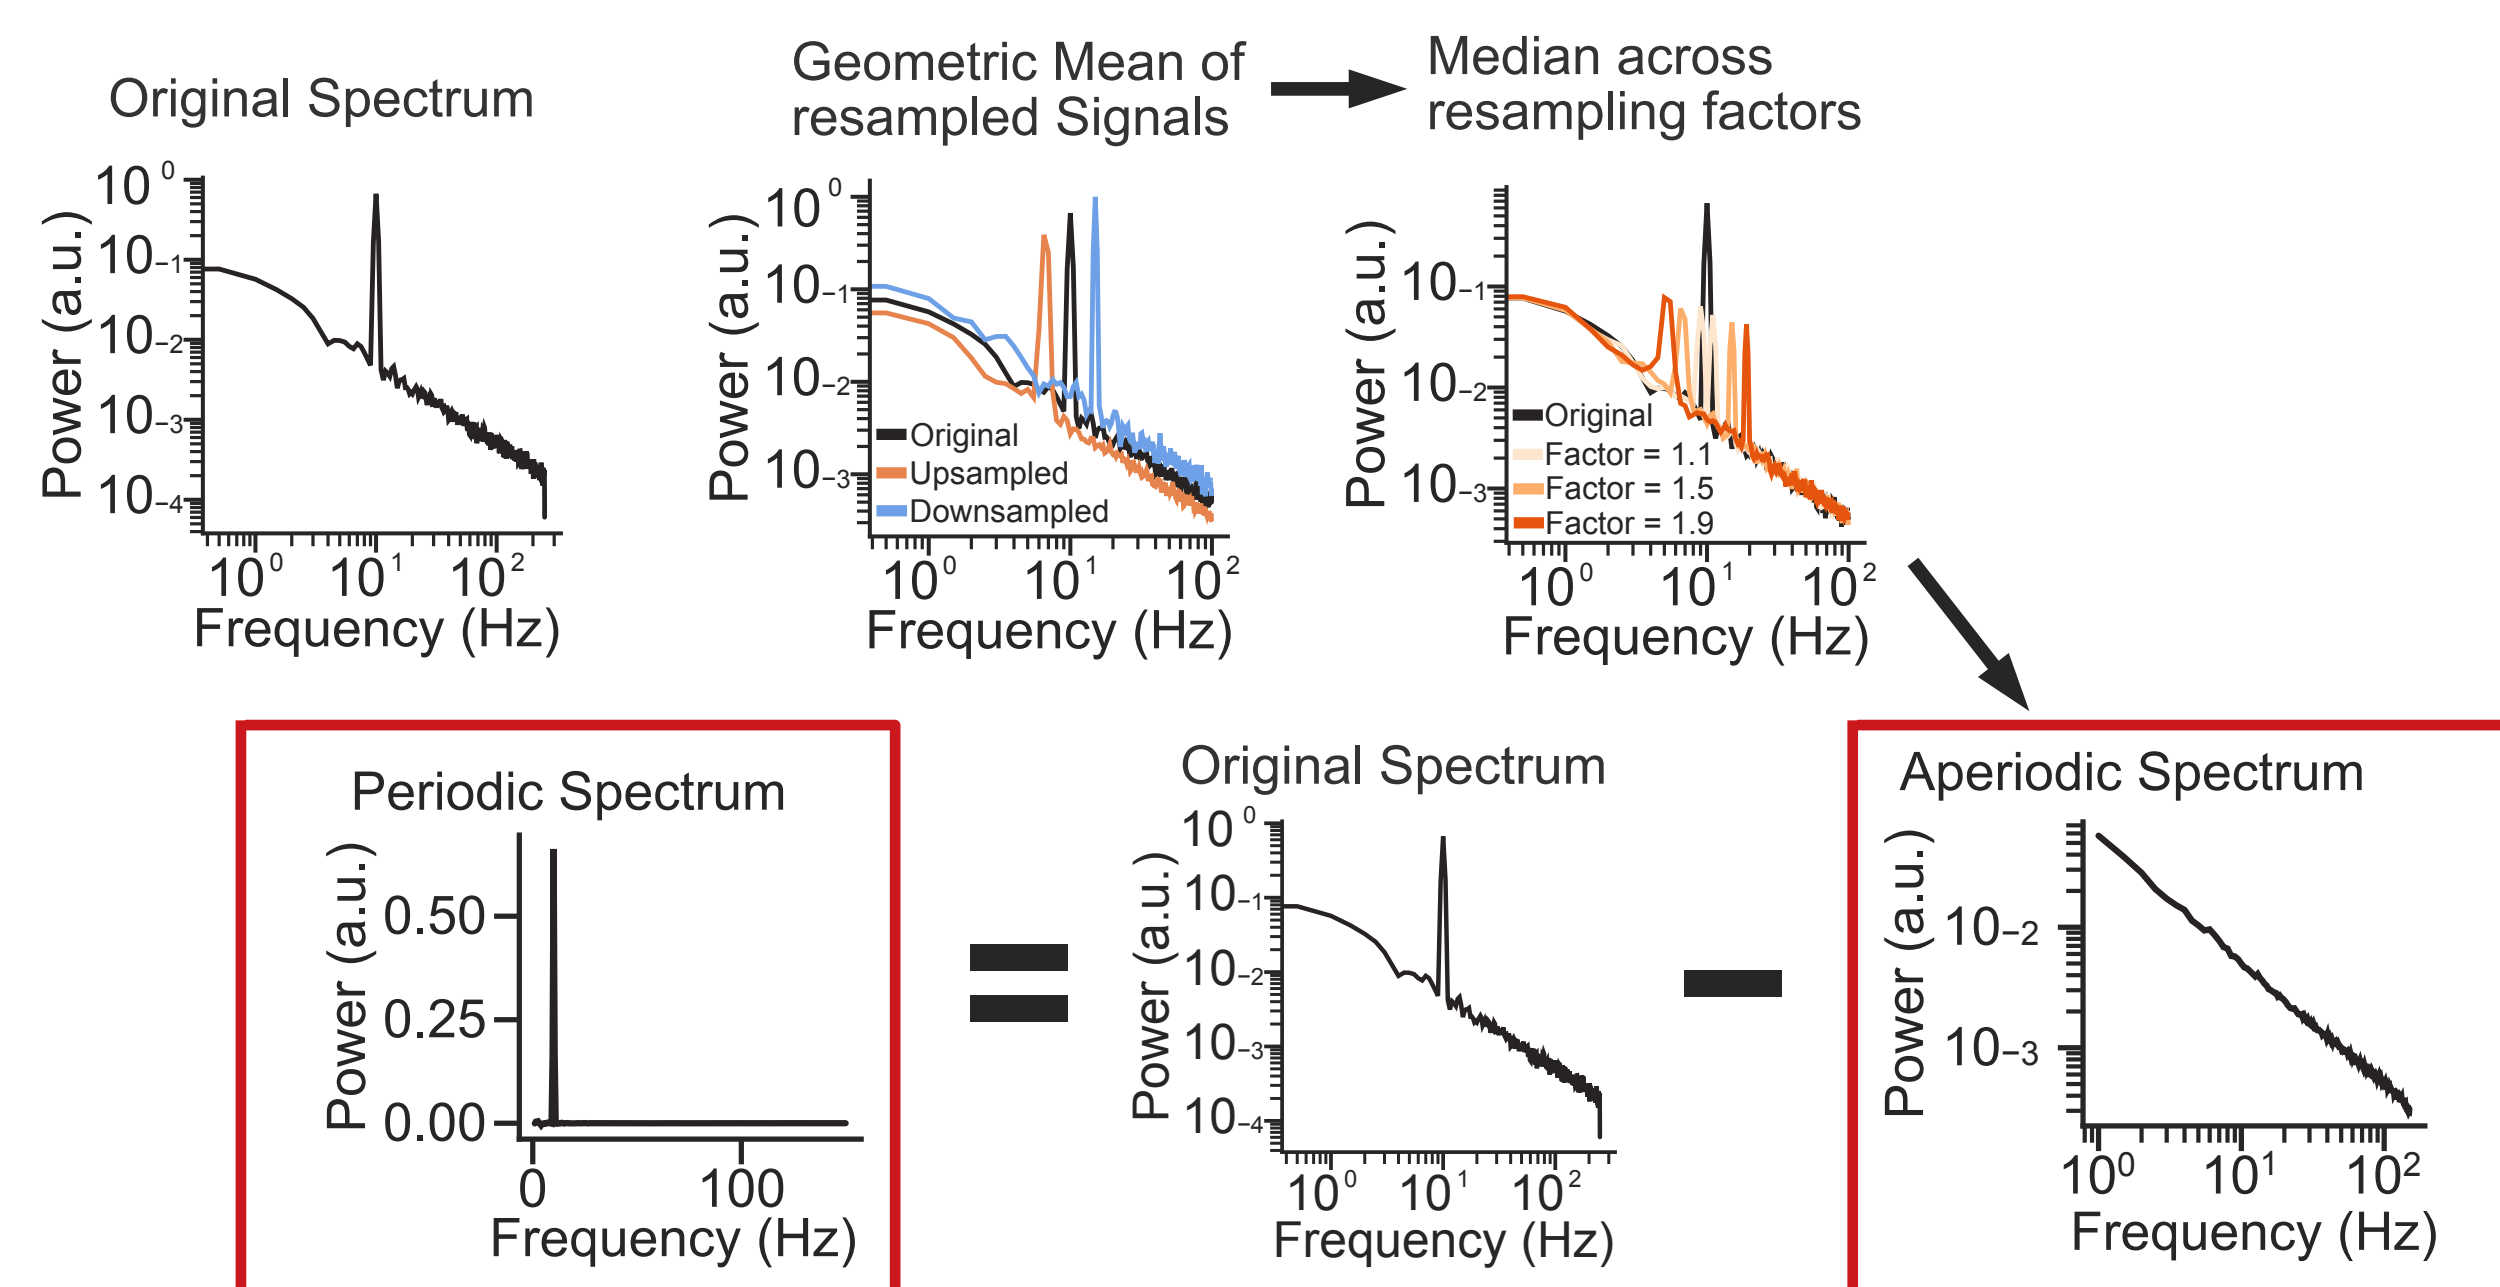 Original Spectrum
Geometric Mean of
resampled Signals
Median across
resampling factors
Power (a.u.)
10⁰
10⁻¹
10⁻²
10⁻³
10⁻⁴
10⁰ 10¹ 10²
Frequency (Hz)
Power (a.u.)
10⁰
10⁻¹
10⁻²
10⁻³
Original
Upsampled
Downsampled
10⁰ 10¹ 10²
Frequency (Hz)
Power (a.u.)
10⁻¹
10⁻²
10⁻³
Original
Factor = 1.1
Factor = 1.5
Factor = 1.9
10⁰ 10¹ 10²
Frequency (Hz)
Periodic Spectrum
Power (a.u.)
0.50
0.25
0.00
0 100
Frequency (Hz)
=
Original Spectrum
Power (a.u.)
10⁰
10⁻¹
10⁻²
10⁻³
10⁻⁴
10⁰ 10¹ 10²
Frequency (Hz)
−
Aperiodic Spectrum
Power (a.u.)
10⁻²
10⁻³
10⁰ 10¹ 10²
Frequency (Hz)